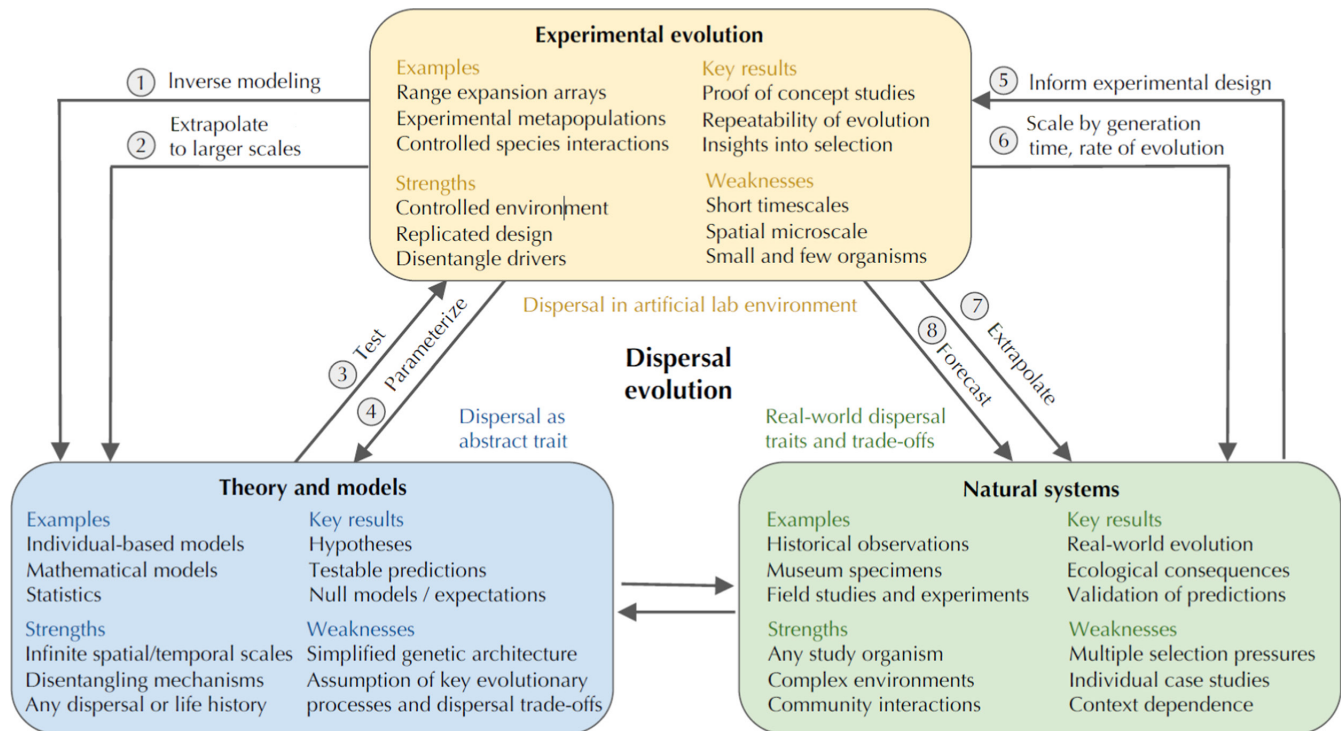 Experimental evolution
Examples
Range expansion arrays
Experimental metapopulations
Controlled species interactions
Key results
Proof of concept studies
Repeatability of evolution
Insights into selection
Strengths
Controlled environment
Replicated design
Disentangle drivers
Weaknesses
Short timescales
Spatial microscale
Small and few organisms
1 Inverse modeling
2 Extrapolate
to larger scales
5 Inform experimental design
6 Scale by generation
time, rate of evolution
3 Test
4 Parameterize
Dispersal in artificial lab environment
Dispersal
evolution
7 Extrapolate
8 Forecast
Dispersal as
abstract trait
Real-world dispersal
traits and trade-offs
Theory and models
Examples
Individual-based models
Mathematical models
Statistics
Key results
Hypotheses
Testable predictions
Null models / expectations
Strengths
Infinite spatial/temporal scales
Disentangling mechanisms
Any dispersal or life history
Weaknesses
Simplified genetic architecture
Assumption of key evolutionary
processes and dispersal trade-offs
Natural systems
Examples
Historical observations
Museum specimens
Field studies and experiments
Key results
Real-world evolution
Ecological consequences
Validation of predictions
Strengths
Any study organism
Complex environments
Community interactions
Weaknesses
Multiple selection pressures
Individual case studies
Context dependence